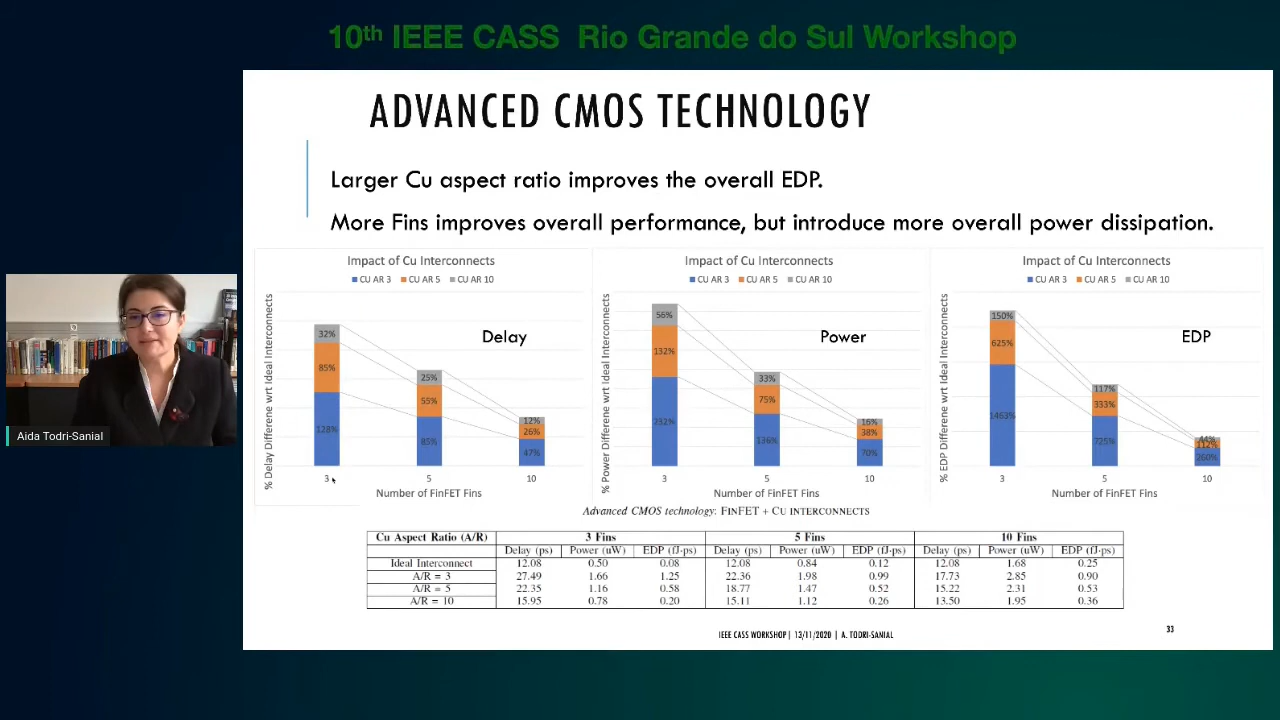 10th IEEE CASS Rio Grande do Sul Workshop
ADVANCED CMOS TECHNOLOGY
Larger Cu aspect ratio improves the overall EDP.
More Fins improves overall performance, but introduce more overall power dissipation.
Impact of Cu Interconnects
CU AR 3 CU AR 5 CU AR 10
% Delay Differene wrt Ideal Interconnects
Delay
32%
85%
128%
25%
55%
85%
12%
26%
47%
3 5 10
Number of FinFET Fins
Impact of Cu Interconnects
CU AR 3 CU AR 5 CU AR 10
% Power Differene wrt Ideal Interconnects
Power
56%
132%
232%
33%
75%
136%
16%
38%
70%
3 5 10
Number of FinFET Fins
Impact of Cu Interconnects
CU AR 3 CU AR 5 CU AR 10
% EDP Differene wrt Ideal Interconnects
EDP
150%
625%
1463%
117%
333%
725%
44%
112%
260%
3 5 10
Number of FinFET Fins
Advanced CMOS technology: FINFET + CU INTERCONNECTS
Cu Aspect Ratio (A/R) 3 Fins 5 Fins 10 Fins
Delay (ps) Power (uW) EDP (fJ-ps) Delay (ps) Power (uW) EDP (fJ-ps) Delay (ps) Power (uW) EDP (fJ-ps)
Ideal Interconnect 12.08 0.50 0.08 12.08 0.84 0.12 12.08 1.68 0.25
A/R = 3 27.49 1.66 1.25 22.36 1.98 0.99 17.73 2.85 0.90
A/R = 5 22.35 1.16 0.58 18.77 1.47 0.52 15.22 2.31 0.53
A/R = 10 15.95 0.78 0.20 15.11 1.12 0.26 13.50 1.95 0.36
IEEE CASS WORKSHOP| 13/11/2020 | A. TODRI-SANIAL
33
Aida Todri-Sanial